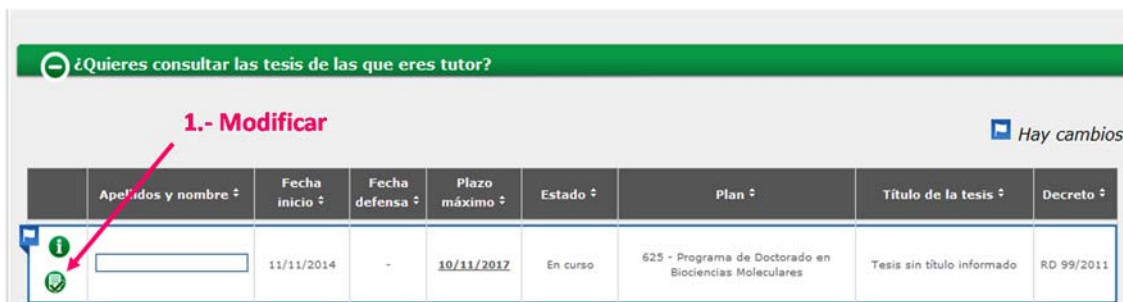 ¿Quieres consultar las tesis de las que eres tutor?
1.- Modificar
Hay cambios
Apellidos y nombre
Fecha inicio
Fecha defensa
Plazo máximo
Estado
Plan
Título de la tesis
Decreto
11/11/2014
-
10/11/2017
En curso
625 - Programa de Doctorado en
Biociencias Moleculares
Tesis sin título informado
RD 99/2011